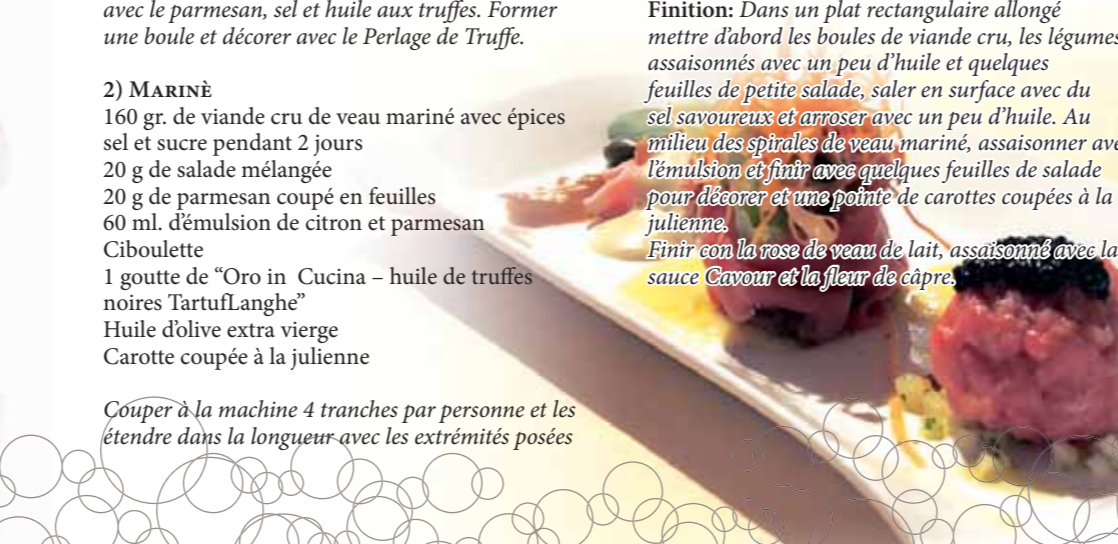 avec le parmesan, sel et huile aux truffes. Former
une boule et décorer avec le Perlage de Truffe.
2) Marinè
160 gr. de viande cru de veau mariné avec épices
sel et sucre pendant 2 jours
20 g de salade mélangée
20 g de parmesan coupé en feuilles
60 ml. d’émulsion de citron et parmesan
Ciboulette
1 goutte de “Oro in Cucina – huile de truffes
noires TartufLanghe”
Huile d’olive extra vierge
Carotte coupée à la julienne
Couper à la machine 4 tranches par personne et les
étendre dans la longueur avec les extrémités posées
Finition: Dans un plat rectangulaire allongé
mettre d’abord les boules de viande cru, les légumes
assaisonnés avec un peu d’huile et quelques
feuilles de petite salade, saler en surface avec du
sel savoureux et arroser avec un peu d’huile. Au
milieu des spirales de veau mariné, assaisonner ave
l’émulsion et finir avec quelques feuilles de salade
pour décorer et une pointe de carottes coupées à la
julienne.
Finir con la rose de veau de lait, assaisonné avec la
sauce Cavour et la fleur de câpre.